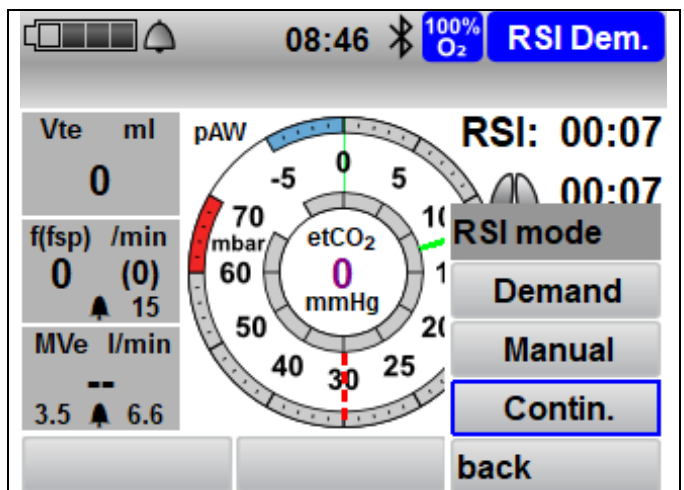 08:46 100% O₂ RSI Dem.
Vte ml
0
f(fsp) /min
0 (0)
15
MVe l/min
--
3.5 6.6
pAW
-5 0 5
70
mbar
60
50
40 30 25
etCO₂
0
mmHg
RSI: 00:07
00:07
RSI mode
Demand
Manual
Contin.
back